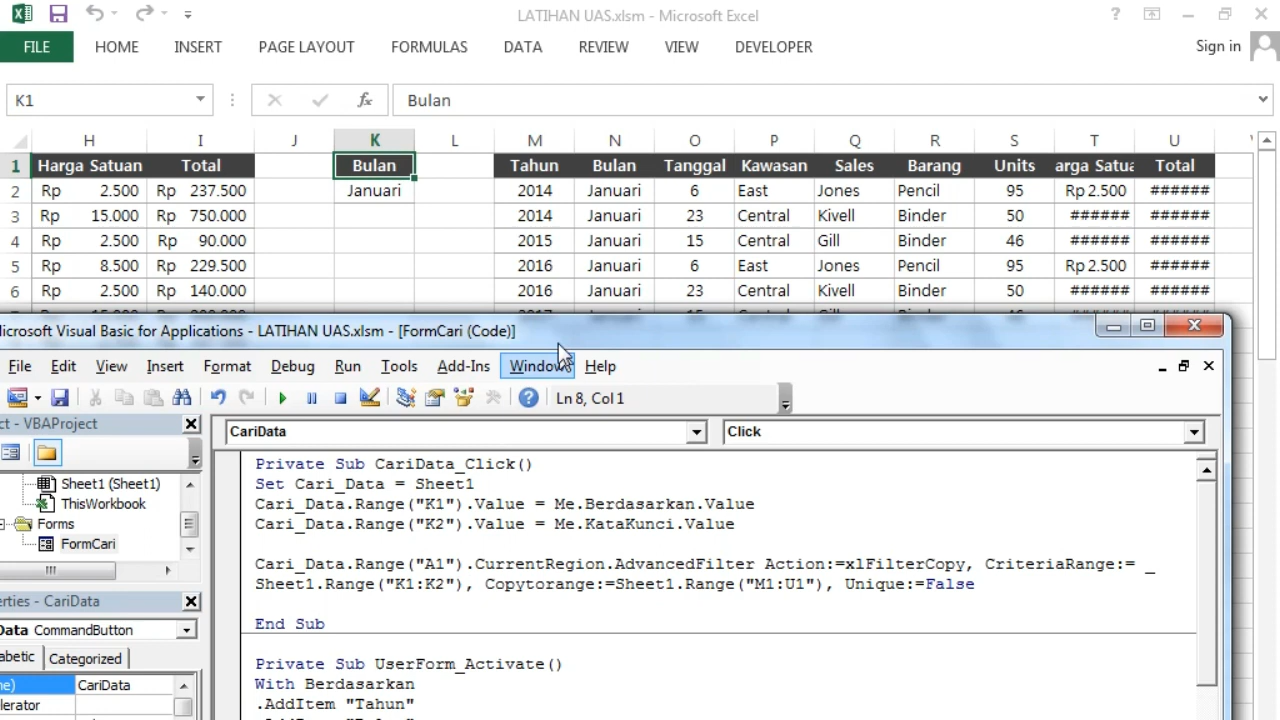 LATIHAN UAS.xlsm - Microsoft Excel
FILE HOME INSERT PAGE LAYOUT FORMULAS DATA REVIEW VIEW DEVELOPER Sign in
K1 fx Bulan
H I J K L M N O P Q R S T U
1 Harga Satuan Total Bulan Tahun Bulan Tanggal Kawasan Sales Barang Units arga Satua Total
2 Rp 2.500 Rp 237.500 Januari 2014 Januari 6 East Jones Pencil 95 Rp 2.500 ######
3 Rp 15.000 Rp 750.000 2014 Januari 23 Central Kivell Binder 50 ###### ######
4 Rp 2.500 Rp 90.000 2015 Januari 15 Central Gill Binder 46 ###### ######
5 Rp 8.500 Rp 229.500 2016 Januari 6 East Jones Pencil 95 Rp 2.500 ######
6 Rp 2.500 Rp 140.000 2016 Januari 23 Central Kivell Binder 50 ###### ######
icrosoft Visual Basic for Applications - LATIHAN UAS.xlsm - [FormCari (Code)]
File Edit View Insert Format Debug Run Tools Add-Ins Window Help
Ln 8, Col 1
ct - VBAProject
CariData Click
Sheet1 (Sheet1)
ThisWorkbook
Forms
FormCari
erties - CariData
Data CommandButton
abetic Categorized
me) CariData
elerator
Private Sub CariData_Click()
Set Cari_Data = Sheet1
Cari_Data.Range("K1").Value = Me.Berdasarkan.Value
Cari_Data.Range("K2").Value = Me.KataKunci.Value
Cari_Data.Range("A1").CurrentRegion.AdvancedFilter Action:=xlFilterCopy, CriteriaRange:= _
Sheet1.Range("K1:K2"), Copytorange:=Sheet1.Range("M1:U1"), Unique:=False
End Sub
Private Sub UserForm_Activate()
With Berdasarkan
.AddItem "Tahun"